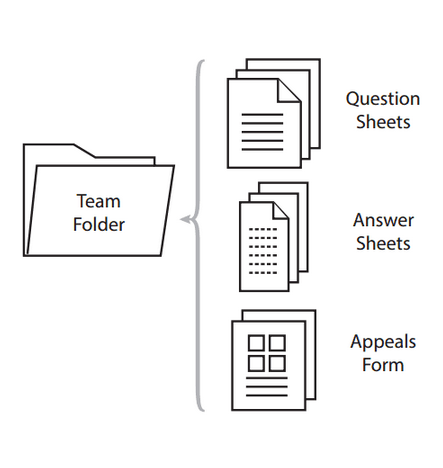 Question
Sheets
Team
Folder
Answer
Sheets
Appeals
Form